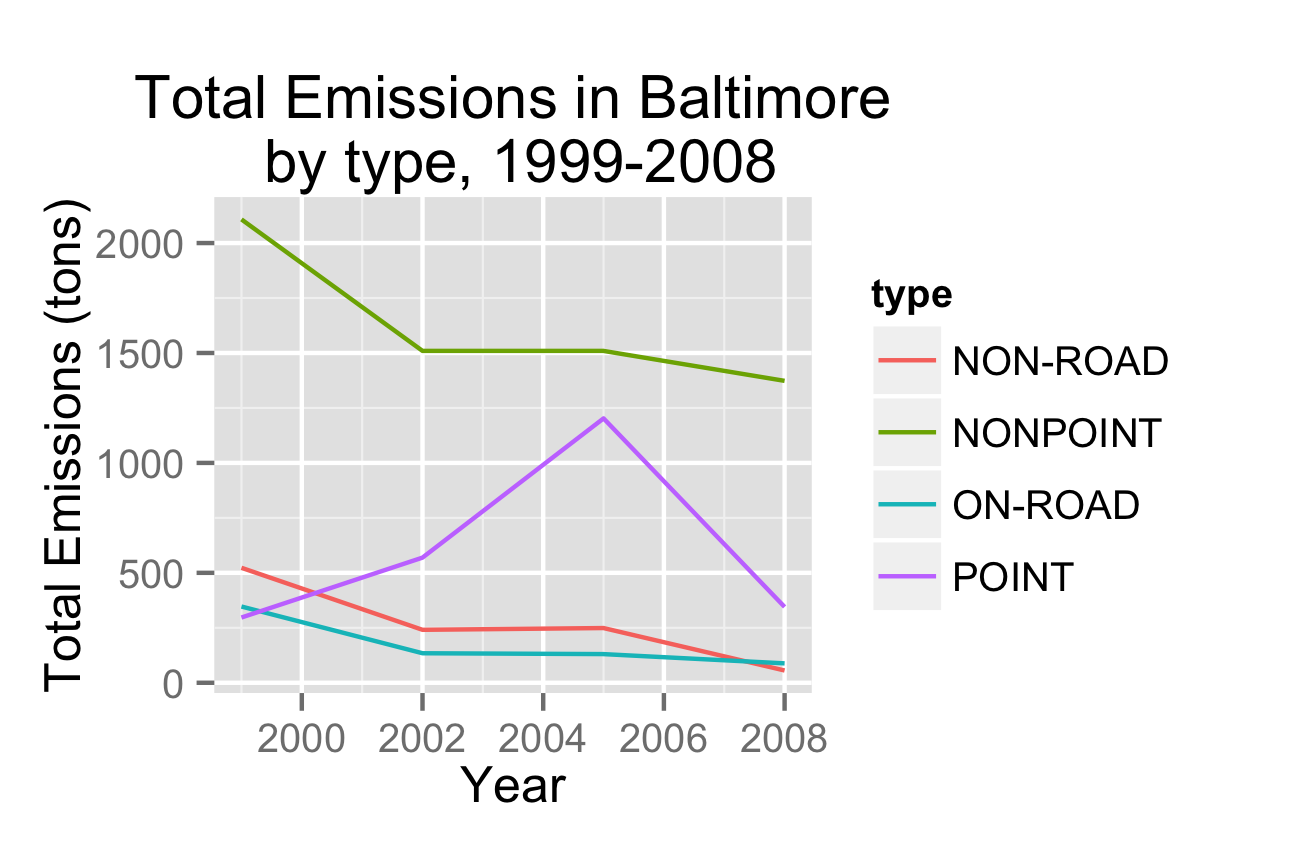 Total Emissions in Baltimore
by type, 1999-2008
Total Emissions (tons)
2000
1500
1000
500
0
2000 2002 2004 2006 2008
Year
type
NON-ROAD
NONPOINT
ON-ROAD
POINT